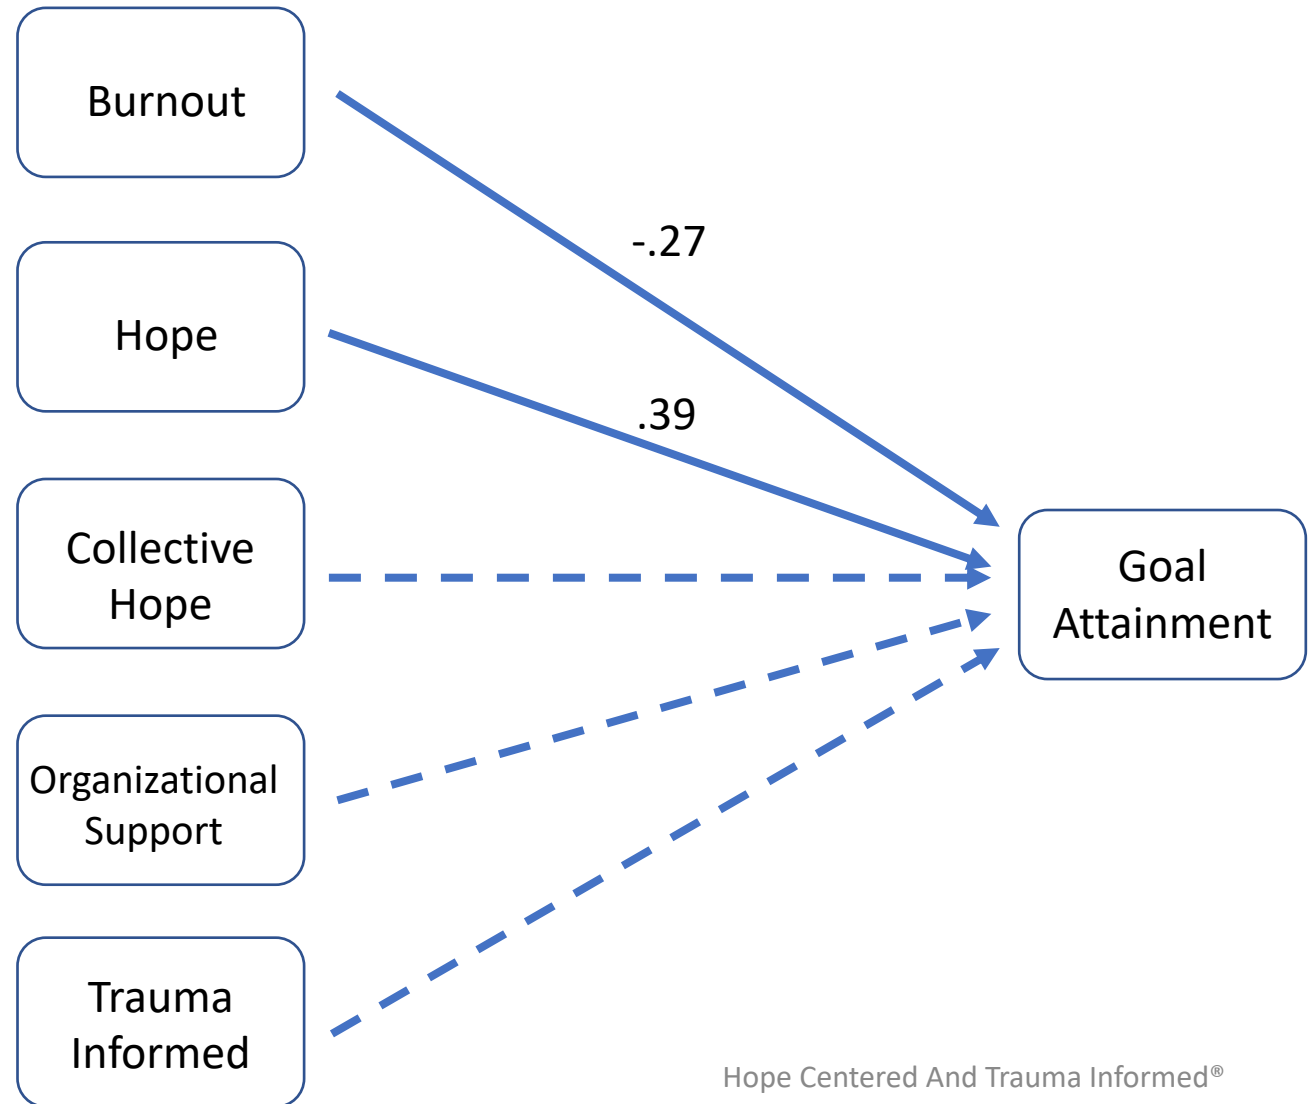 Burnout
-.27
Hope
.39
Collective
Hope
Goal
Attainment
Organizational
Support
Trauma
Informed
Hope Centered And Trauma Informed®